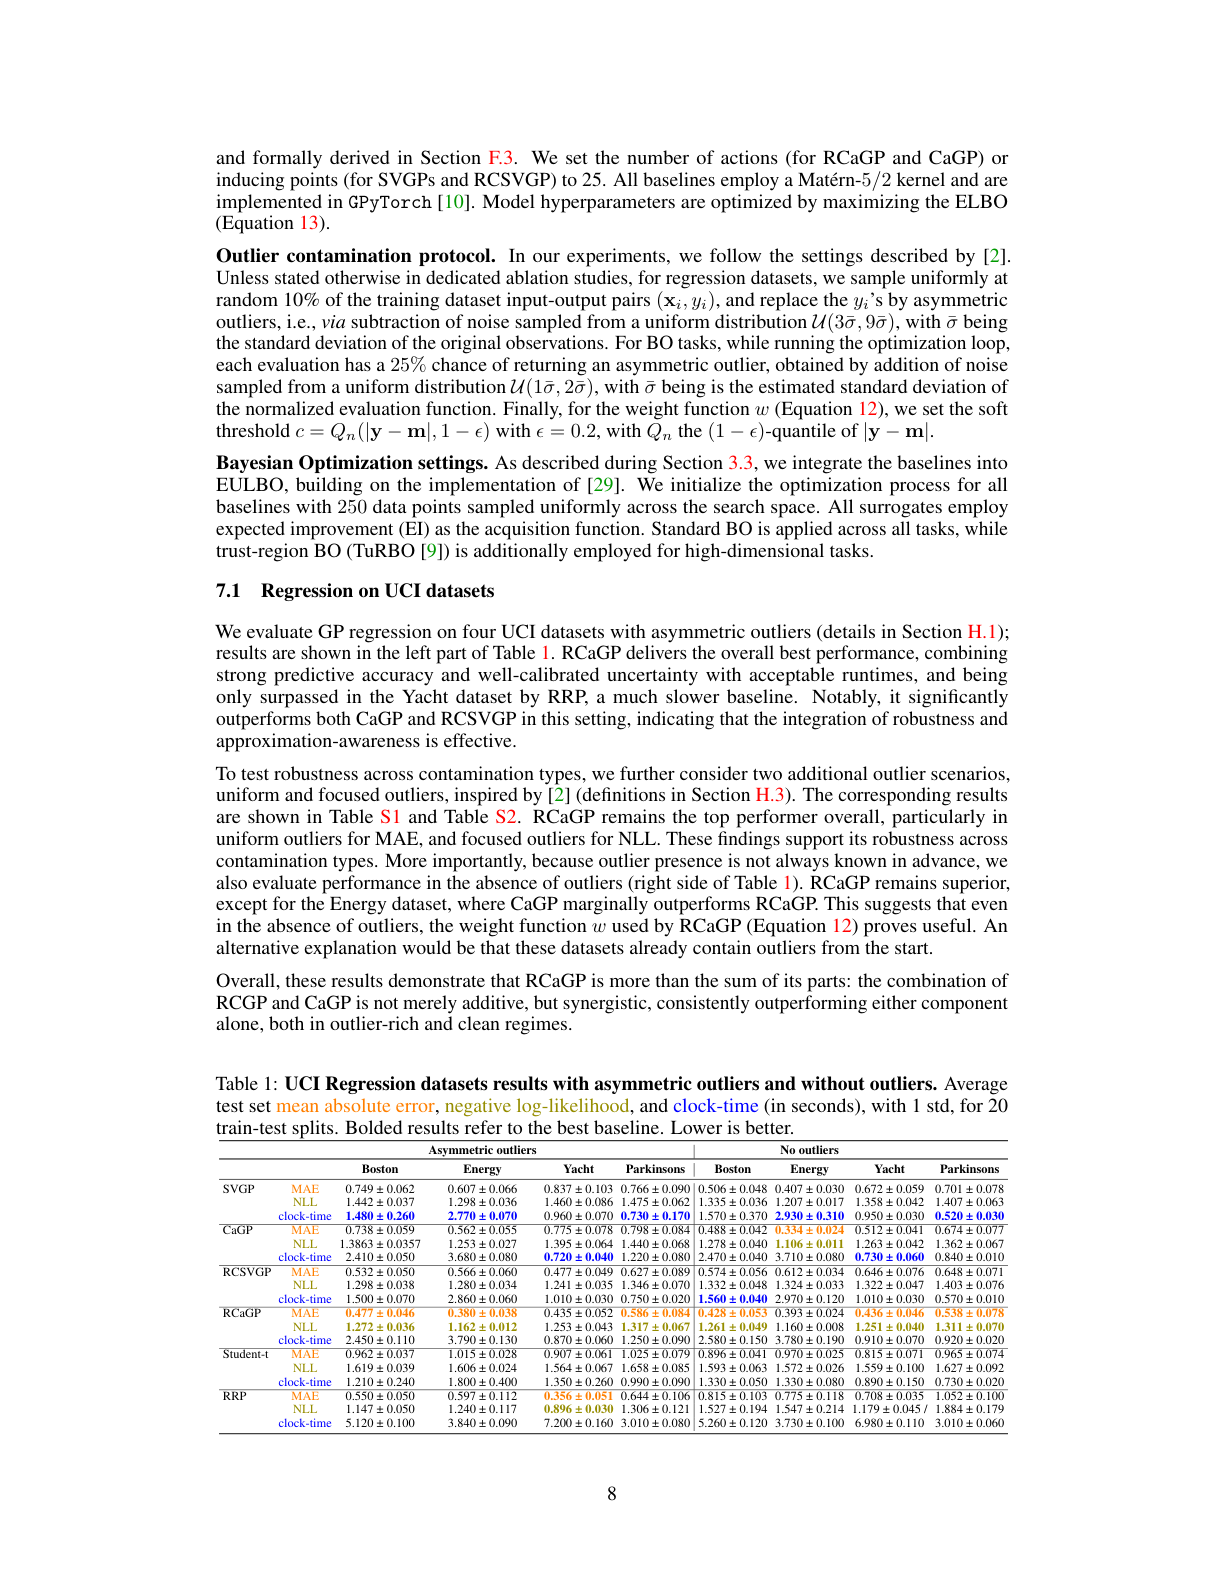 and formally derived in Section F.3. We set the number of actions (for RCaGP and CaGP) or
inducing points (for SVGPs and RCSVGP) to 25. All baselines employ a Matérn-5/2 kernel and are
implemented in GPyTorch [10]. Model hyperparameters are optimized by maximizing the ELBO
(Equation 13).
Outlier contamination protocol. In our experiments, we follow the settings described by [2].
Unless stated otherwise in dedicated ablation studies, for regression datasets, we sample uniformly at
random 10% of the training dataset input-output pairs (x_i, y_i), and replace the y_i's by asymmetric
outliers, i.e., via subtraction of noise sampled from a uniform distribution U(3σ̄, 9σ̄), with σ̄ being
the standard deviation of the original observations. For BO tasks, while running the optimization loop,
each evaluation has a 25% chance of returning an asymmetric outlier, obtained by addition of noise
sampled from a uniform distribution U(1σ̄, 2σ̄), with σ̄ being is the estimated standard deviation of
the normalized evaluation function. Finally, for the weight function w (Equation 12), we set the soft
threshold c = Q_n(|y − m|, 1 − ϵ) with ϵ = 0.2, with Q_n the (1 − ϵ)-quantile of |y − m|.
Bayesian Optimization settings. As described during Section 3.3, we integrate the baselines into
EULBO, building on the implementation of [29]. We initialize the optimization process for all
baselines with 250 data points sampled uniformly across the search space. All surrogates employ
expected improvement (EI) as the acquisition function. Standard BO is applied across all tasks, while
trust-region BO (TuRBO [9]) is additionally employed for high-dimensional tasks.
7.1 Regression on UCI datasets
We evaluate GP regression on four UCI datasets with asymmetric outliers (details in Section H.1);
results are shown in the left part of Table 1. RCaGP delivers the overall best performance, combining
strong predictive accuracy and well-calibrated uncertainty with acceptable runtimes, and being
only surpassed in the Yacht dataset by RRP, a much slower baseline. Notably, it significantly
outperforms both CaGP and RCSVGP in this setting, indicating that the integration of robustness and
approximation-awareness is effective.
To test robustness across contamination types, we further consider two additional outlier scenarios,
uniform and focused outliers, inspired by [2] (definitions in Section H.3). The corresponding results
are shown in Table S1 and Table S2. RCaGP remains the top performer overall, particularly in
uniform outliers for MAE, and focused outliers for NLL. These findings support its robustness across
contamination types. More importantly, because outlier presence is not always known in advance, we
also evaluate performance in the absence of outliers (right side of Table 1). RCaGP remains superior,
except for the Energy dataset, where CaGP marginally outperforms RCaGP. This suggests that even
in the absence of outliers, the weight function w used by RCaGP (Equation 12) proves useful. An
alternative explanation would be that these datasets already contain outliers from the start.
Overall, these results demonstrate that RCaGP is more than the sum of its parts: the combination of
RCGP and CaGP is not merely additive, but synergistic, consistently outperforming either component
alone, both in outlier-rich and clean regimes.
Table 1: UCI Regression datasets results with asymmetric outliers and without outliers. Average
test set mean absolute error, negative log-likelihood, and clock-time (in seconds), with 1 std, for 20
train-test splits. Bolded results refer to the best baseline. Lower is better.
Asymmetric outliers No outliers
Boston Energy Yacht Parkinsons Boston Energy Yacht Parkinsons
SVGP MAE 0.749 ± 0.062 0.607 ± 0.066 0.837 ± 0.103 0.766 ± 0.090 0.506 ± 0.048 0.407 ± 0.030 0.672 ± 0.059 0.701 ± 0.078
NLL 1.442 ± 0.037 1.298 ± 0.036 1.460 ± 0.086 1.475 ± 0.062 1.335 ± 0.036 1.207 ± 0.017 1.358 ± 0.042 1.407 ± 0.063
clock-time 1.480 ± 0.260 2.770 ± 0.070 0.960 ± 0.070 0.730 ± 0.170 1.570 ± 0.370 2.930 ± 0.310 0.950 ± 0.030 0.520 ± 0.030
CaGP MAE 0.738 ± 0.059 0.562 ± 0.055 0.775 ± 0.078 0.798 ± 0.084 0.488 ± 0.042 0.334 ± 0.024 0.512 ± 0.041 0.674 ± 0.077
NLL 1.3863 ± 0.0357 1.253 ± 0.027 1.395 ± 0.064 1.440 ± 0.068 1.278 ± 0.040 1.106 ± 0.011 1.263 ± 0.042 1.362 ± 0.067
clock-time 2.410 ± 0.050 3.680 ± 0.080 0.720 ± 0.040 1.220 ± 0.080 2.470 ± 0.040 3.710 ± 0.080 0.730 ± 0.060 0.840 ± 0.010
RCSVGP MAE 0.532 ± 0.050 0.566 ± 0.060 0.477 ± 0.049 0.627 ± 0.089 0.574 ± 0.056 0.612 ± 0.034 0.646 ± 0.076 0.648 ± 0.071
NLL 1.298 ± 0.038 1.280 ± 0.034 1.241 ± 0.035 1.346 ± 0.070 1.332 ± 0.048 1.324 ± 0.033 1.322 ± 0.047 1.403 ± 0.076
clock-time 1.500 ± 0.070 2.860 ± 0.060 1.010 ± 0.030 0.750 ± 0.020 1.560 ± 0.040 2.970 ± 0.120 1.010 ± 0.030 0.570 ± 0.010
RCaGP MAE 0.477 ± 0.046 0.380 ± 0.038 0.435 ± 0.052 0.586 ± 0.084 0.428 ± 0.053 0.393 ± 0.024 0.436 ± 0.046 0.538 ± 0.078
NLL 1.272 ± 0.036 1.162 ± 0.012 1.253 ± 0.043 1.317 ± 0.067 1.261 ± 0.049 1.160 ± 0.008 1.251 ± 0.040 1.311 ± 0.070
clock-time 2.450 ± 0.110 3.790 ± 0.130 0.870 ± 0.060 1.250 ± 0.090 2.580 ± 0.150 3.780 ± 0.190 0.910 ± 0.070 0.920 ± 0.020
Student-t MAE 0.962 ± 0.037 1.015 ± 0.028 0.907 ± 0.061 1.025 ± 0.079 0.896 ± 0.041 0.970 ± 0.025 0.815 ± 0.071 0.965 ± 0.074
NLL 1.619 ± 0.039 1.606 ± 0.024 1.564 ± 0.067 1.658 ± 0.085 1.593 ± 0.063 1.572 ± 0.026 1.559 ± 0.100 1.627 ± 0.092
clock-time 1.210 ± 0.240 1.800 ± 0.400 1.350 ± 0.260 0.990 ± 0.090 1.330 ± 0.050 1.330 ± 0.080 0.890 ± 0.150 0.730 ± 0.020
RRP MAE 0.550 ± 0.050 0.597 ± 0.112 0.356 ± 0.051 0.644 ± 0.106 0.815 ± 0.103 0.775 ± 0.118 0.708 ± 0.035 1.052 ± 0.100
NLL 1.147 ± 0.050 1.240 ± 0.117 0.896 ± 0.030 1.306 ± 0.121 1.527 ± 0.194 1.547 ± 0.214 1.179 ± 0.045 / 1.884 ± 0.179
clock-time 5.120 ± 0.100 3.840 ± 0.090 7.200 ± 0.160 3.010 ± 0.080 5.260 ± 0.120 3.730 ± 0.100 6.980 ± 0.110 3.010 ± 0.060
8